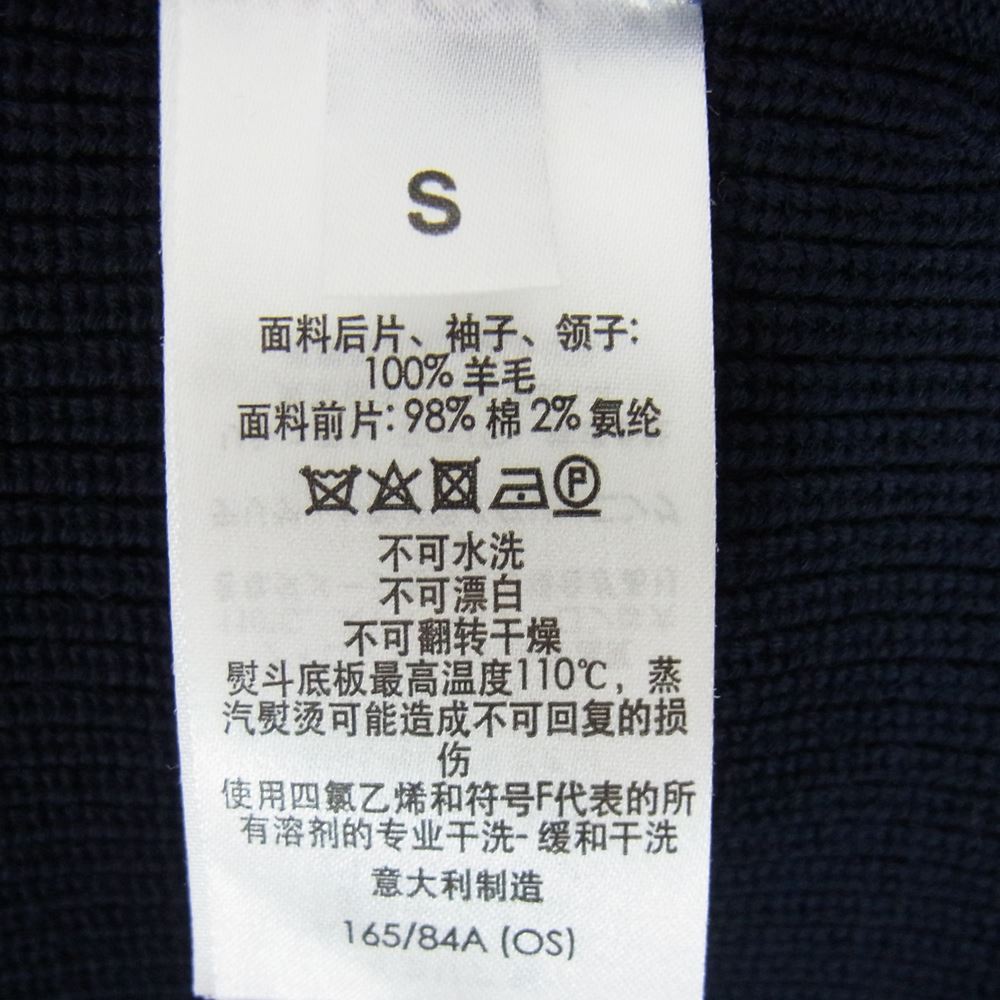 S
面料后片、袖子、领子:
100% 羊毛
面料前片: 98% 棉 2% 氨纶
F
不可水洗
不可漂白
不可翻转干燥
熨斗底板最高温度110℃，蒸
汽熨烫可能造成不可回复的损
伤
使用四氯乙烯和符号F代表的所
有溶剂的专业干洗- 缓和干洗
意大利制造
165/84A (OS)